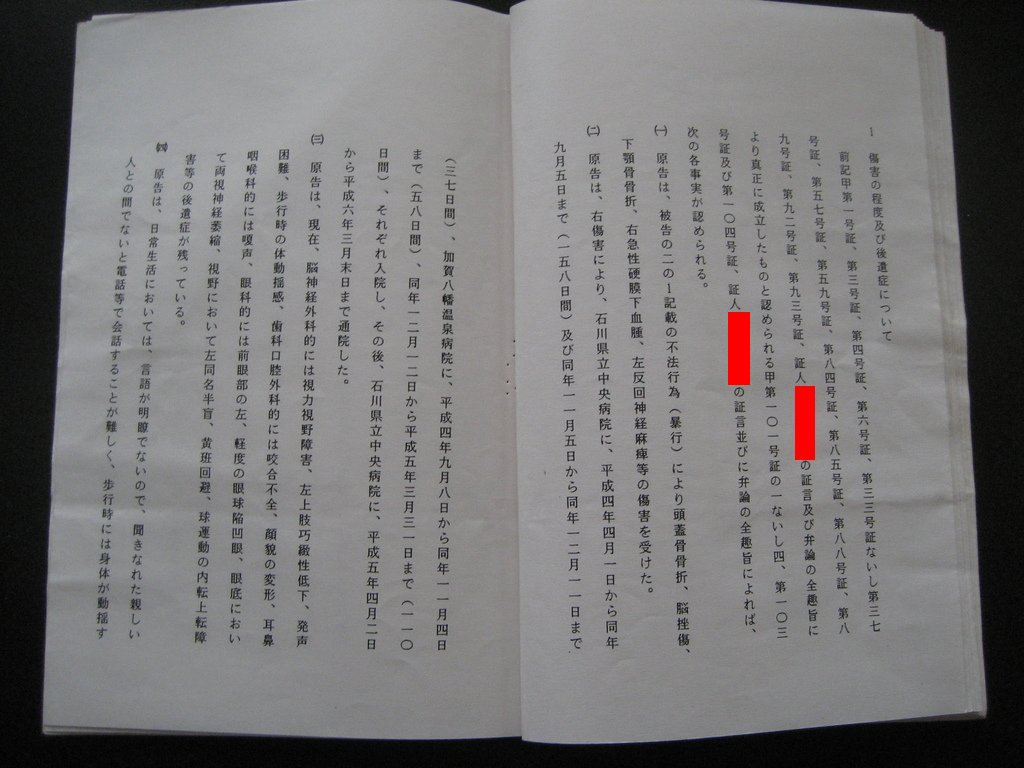 1 傷害の程度及び後遺症について
前記甲第一号証、第三号証、第四号証、第六号証、第三三号証ないし第三七
号証、第五七号証、第五九号証、第八四号証、第八五号証、第八八号証、第八
九号証、第九二号証、第九三号証、証人の証言及び弁論の全趣旨に
より真正に成立したものと認められる甲第一〇一号証の一ないし四、第一〇三
号証及び第一〇四号証、証人の証言並びに弁論の全趣旨によれば、
次の各事実が認められる。
㈠ 原告は、被告の二の1記載の不法行為（暴行）により頭蓋骨骨折、脳挫傷、
下顎骨骨折、右急性硬膜下血腫、左反回神経麻痺等の傷害を受けた。
㈡ 原告は、右傷害により、石川県立中央病院に、平成四年四月一日から同年
九月五日まで（一五八日間）及び同年一一月五日から同年一二月一一日まで
（三七日間）、加賀八幡温泉病院に、平成四年九月八日から同年一一月四日
まで（五八日間）、同年一二月一二日から平成五年三月三一日まで（一一〇
日間）、それぞれ入院し、その後、石川県立中央病院に、平成五年四月二日
から平成六年三月末日まで通院した。
㈢ 原告は、現在、脳神経外科的には視力視野障害、左上肢巧緻性低下、発声
困難、歩行時の体動揺感、歯科口腔外科的には咬合不全、顔貌の変形、耳鼻
咽喉科的には嗄声、眼科的には前眼部の左、軽度の眼球陥凹眼、眼底におい
て両視神経萎縮、視野において左同名半盲、黄斑回避、球運動の内転上転障
害等の後遺症が残っている。
㈣ 原告は、日常生活においては、言語が明瞭でないので、聞きなれた親しい
人との間でないと電話等で会話することが難しく、歩行時には身体が動揺す